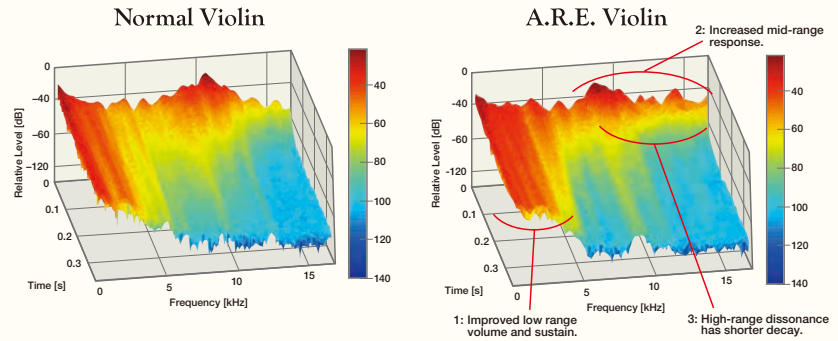 Normal Violin
0
-40
-60
-120
0
0.1
0.2
0.3
Relative Level [dB]
Time [s]
0
5
10
15
Frequency [kHz]
40
60
80
100
120
140
A.R.E. Violin
2: Increased mid-range
response.
0
-40
-60
-120
0
0.1
0.2
0.3
Relative Level [dB]
Time [s]
0
5
10
15
Frequency [kHz]
40
60
80
100
120
140
1: Improved low range
volume and sustain.
3: High-range dissonance
has shorter decay.